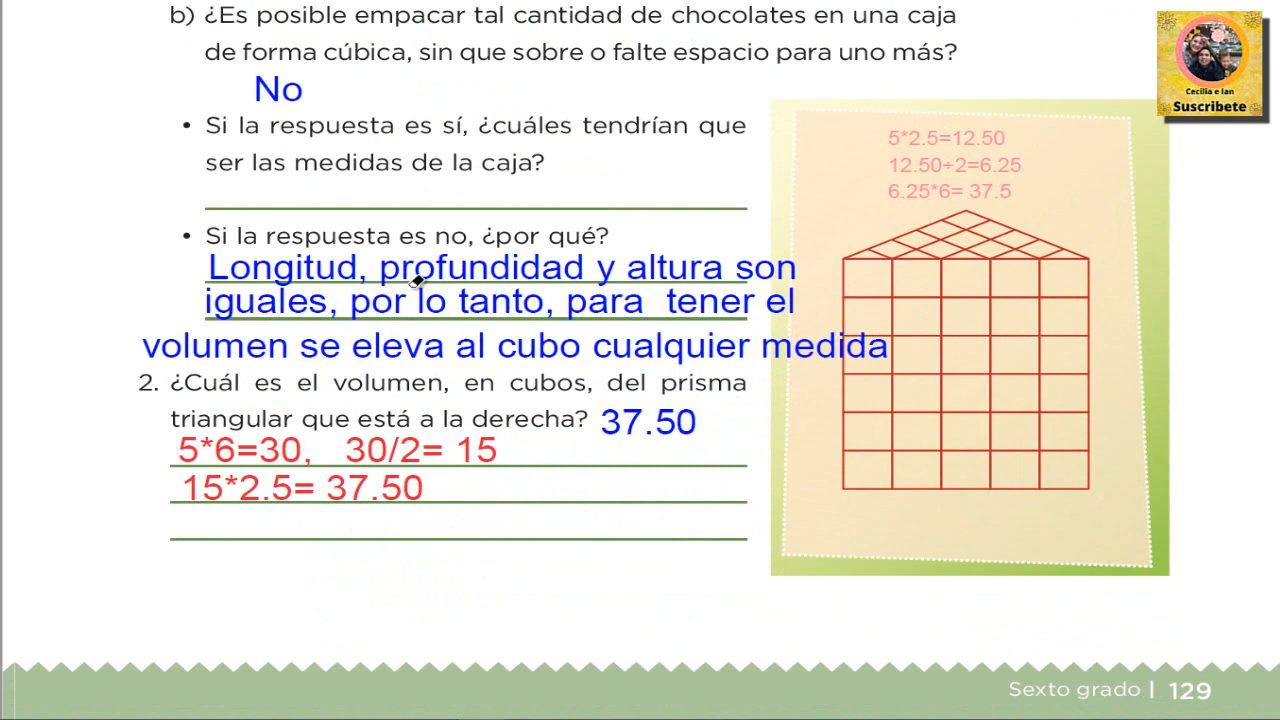 b) ¿Es posible empacar tal cantidad de chocolates en una caja
de forma cúbica, sin que sobre o falte espacio para uno más?
No
• Si la respuesta es sí, ¿cuáles tendrían que
ser las medidas de la caja?
• Si la respuesta es no, ¿por qué?
Longitud, profundidad y altura son
iguales, por lo tanto, para tener el
volumen se eleva al cubo cualquier medida
2. ¿Cuál es el volumen, en cubos, del prisma
triangular que está a la derecha? 37.50
5*6=30, 30/2= 15
15*2.5= 37.50
5*2.5=12.50
12.50÷2=6.25
6.25*6= 37.5
Cecilia e Ian
Suscribete
Sexto grado | 129